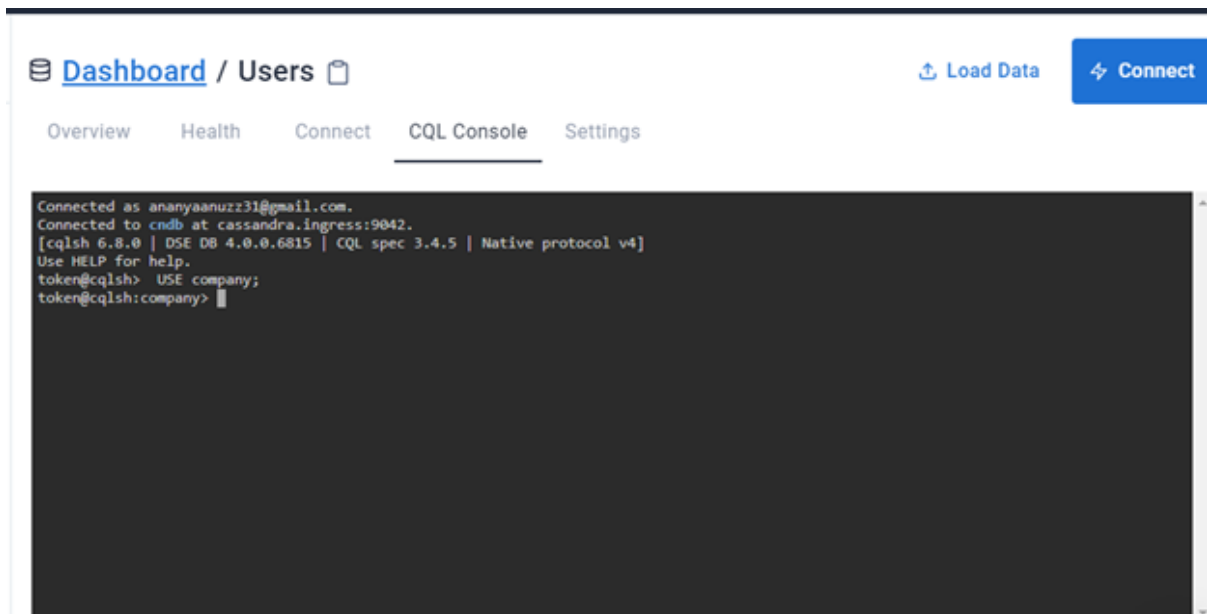 Dashboard / Users
Load Data
Connect
Overview Health Connect CQL Console Settings
Connected as ananyaanuzz31@gmail.com.
Connected to cndb at cassandra.ingress:9042.
[cqlsh 6.8.0 | DSE DB 4.0.0.6815 | CQL spec 3.4.5 | Native protocol v4]
Use HELP for help.
token@cqlsh>  USE company;
token@cqlsh:company>